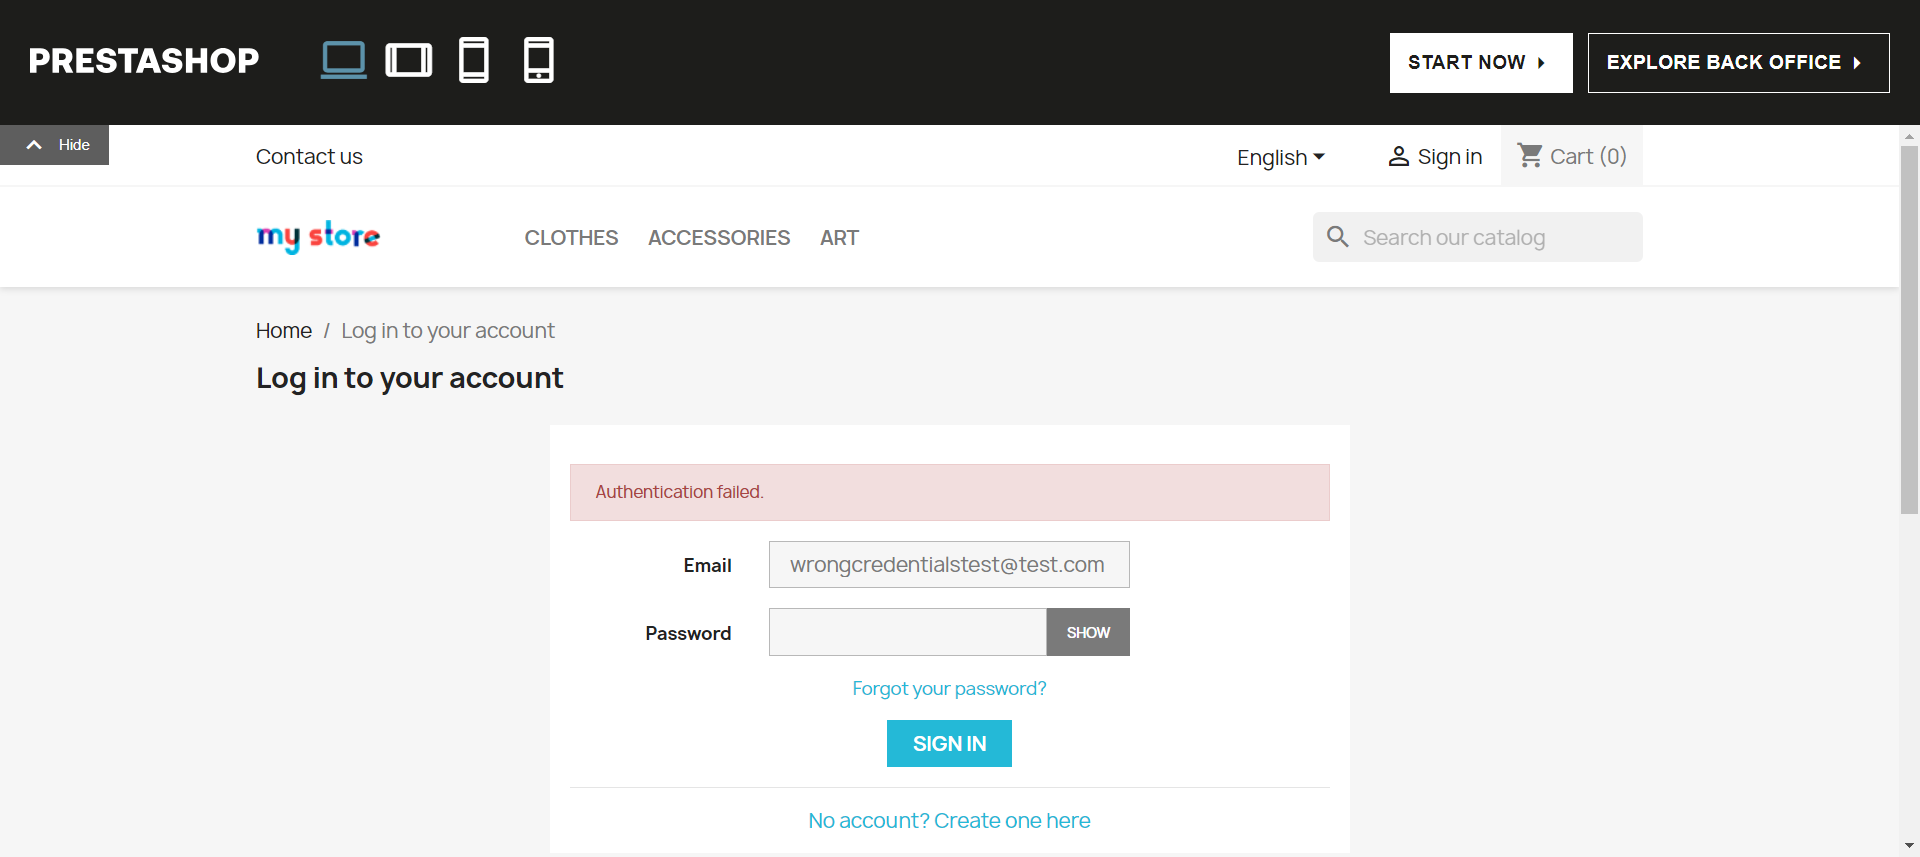 PRESTASHOP
START NOW
EXPLORE BACK OFFICE
Hide
Contact us
English
Sign in
Cart (0)
my store
CLOTHES
ACCESSORIES
ART
Search our catalog
Home / Log in to your account
Log in to your account
Authentication failed.
Email
wrongcredentialstest@test.com
Password
SHOW
Forgot your password?
SIGN IN
No account? Create one here